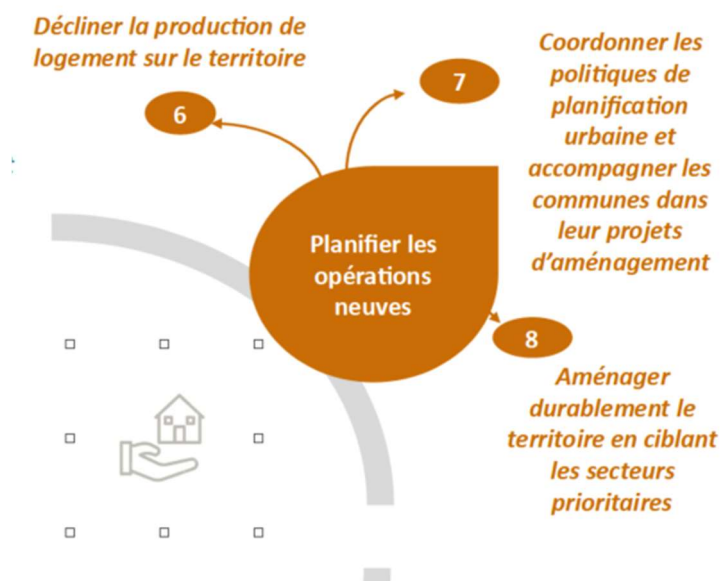 Décliner la production de
logement sur le territoire
6
7
Coordonner les
politiques de
planification
urbaine et
accompagner les
communes dans
leur projets
d'aménagement
Planifier les
opérations
neuves
8
Aménager
durablement le
territoire en ciblant
les secteurs
prioritaires